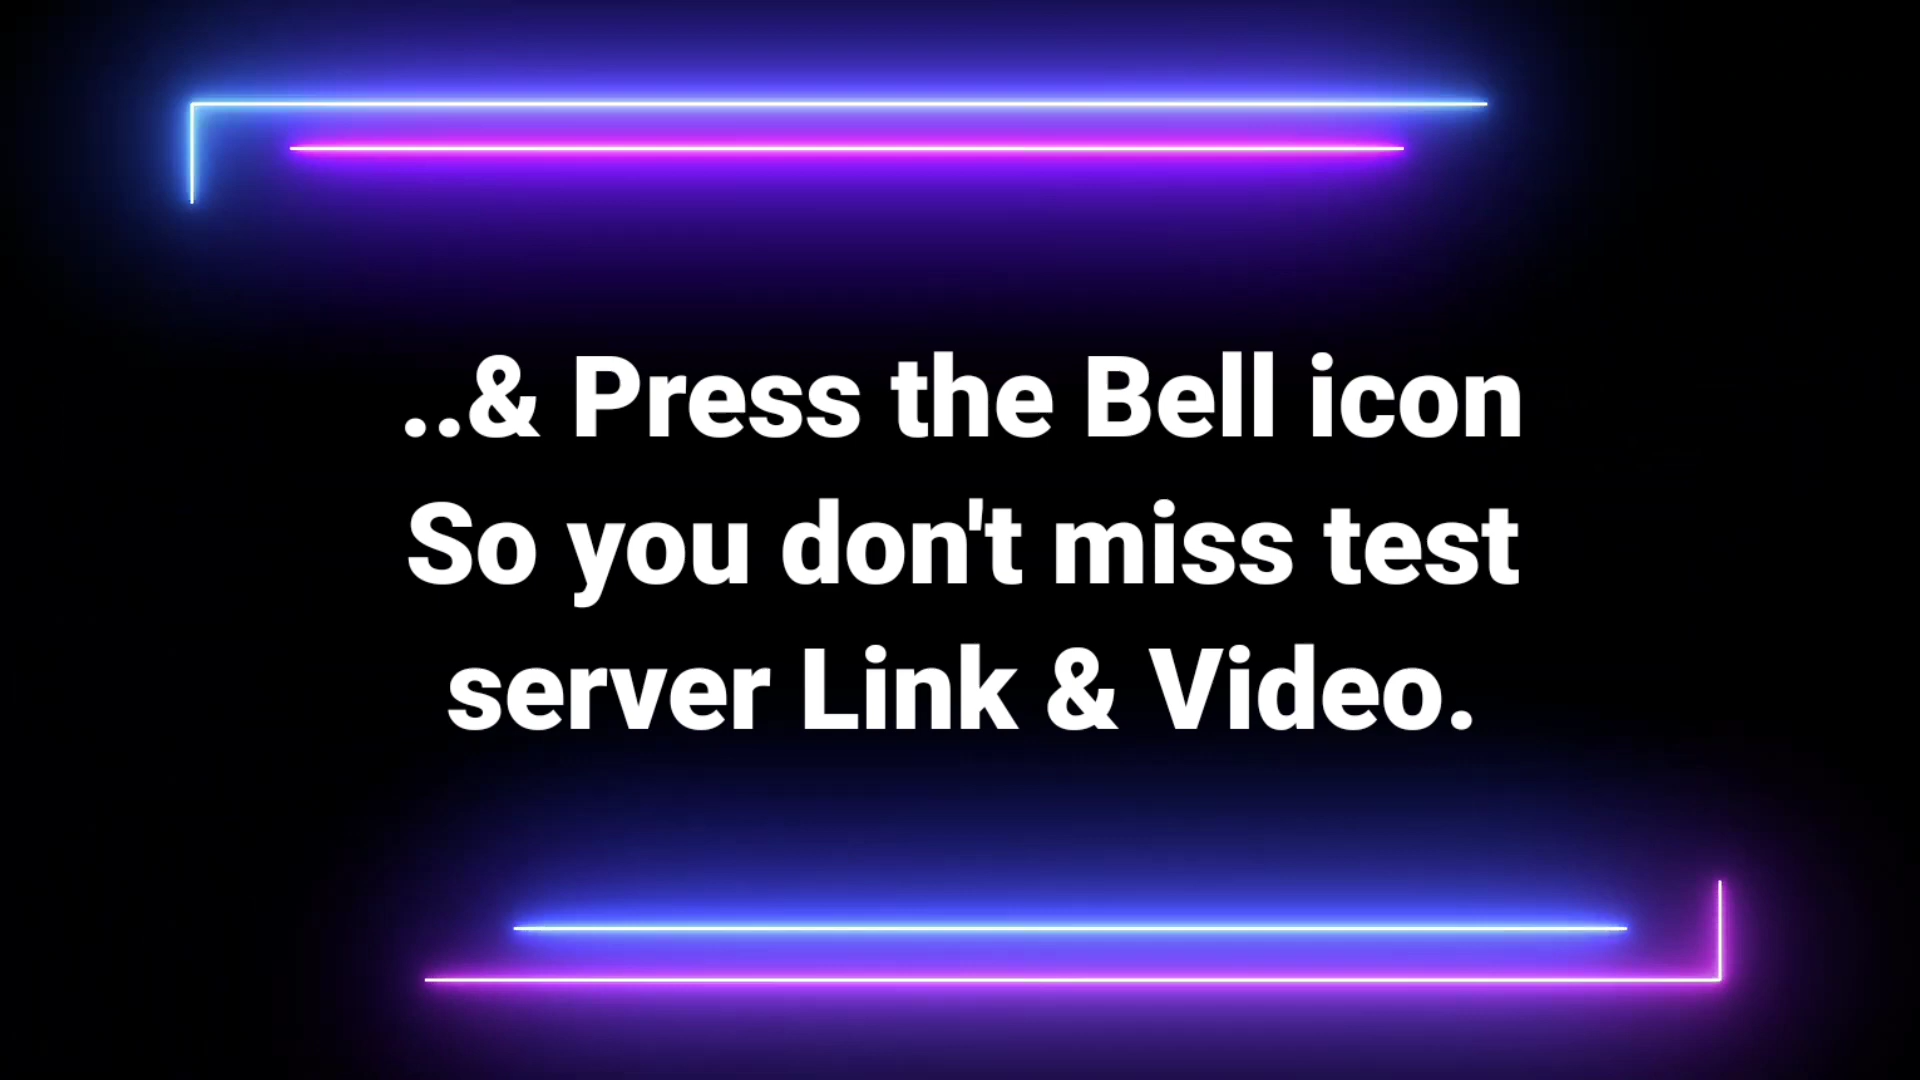 ..& Press the Bell icon
So you don't miss test
server Link & Video.